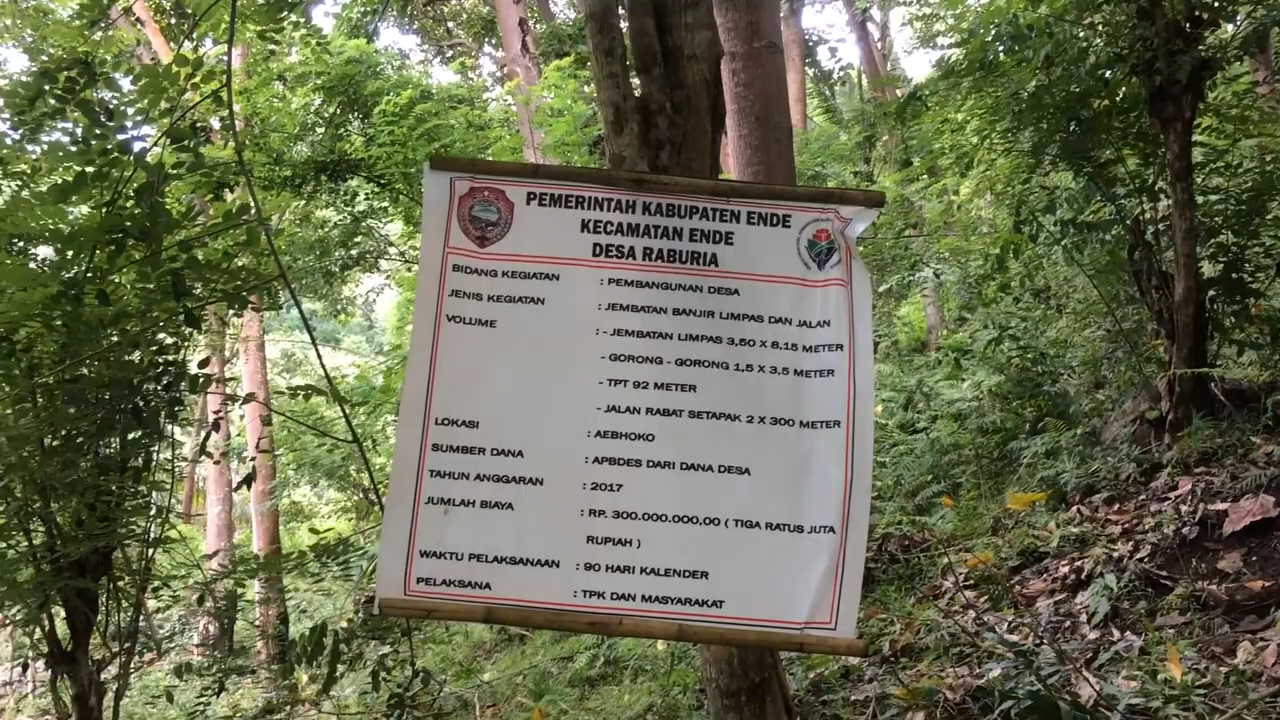 PEMERINTAH KABUPATEN ENDE
KECAMATAN ENDE
DESA RABURIA
BIDANG KEGIATAN : PEMBANGUNAN DESA
JENIS KEGIATAN : JEMBATAN BANJIR LIMPAS DAN JALAN
VOLUME : - JEMBATAN LIMPAS 3,50 X 8,15 METER
- GORONG - GORONG 1,5 X 3,5 METER
- TPT 92 METER
- JALAN RABAT SETAPAK 2 X 300 METER
LOKASI : AEBHOKO
SUMBER DANA : APBDES DARI DANA DESA
TAHUN ANGGARAN : 2017
JUMLAH BIAYA : RP. 300.000.000,00 ( TIGA RATUS JUTA
RUPIAH )
WAKTU PELAKSANAAN : 90 HARI KALENDER
PELAKSANA : TPK DAN MASYARAKAT